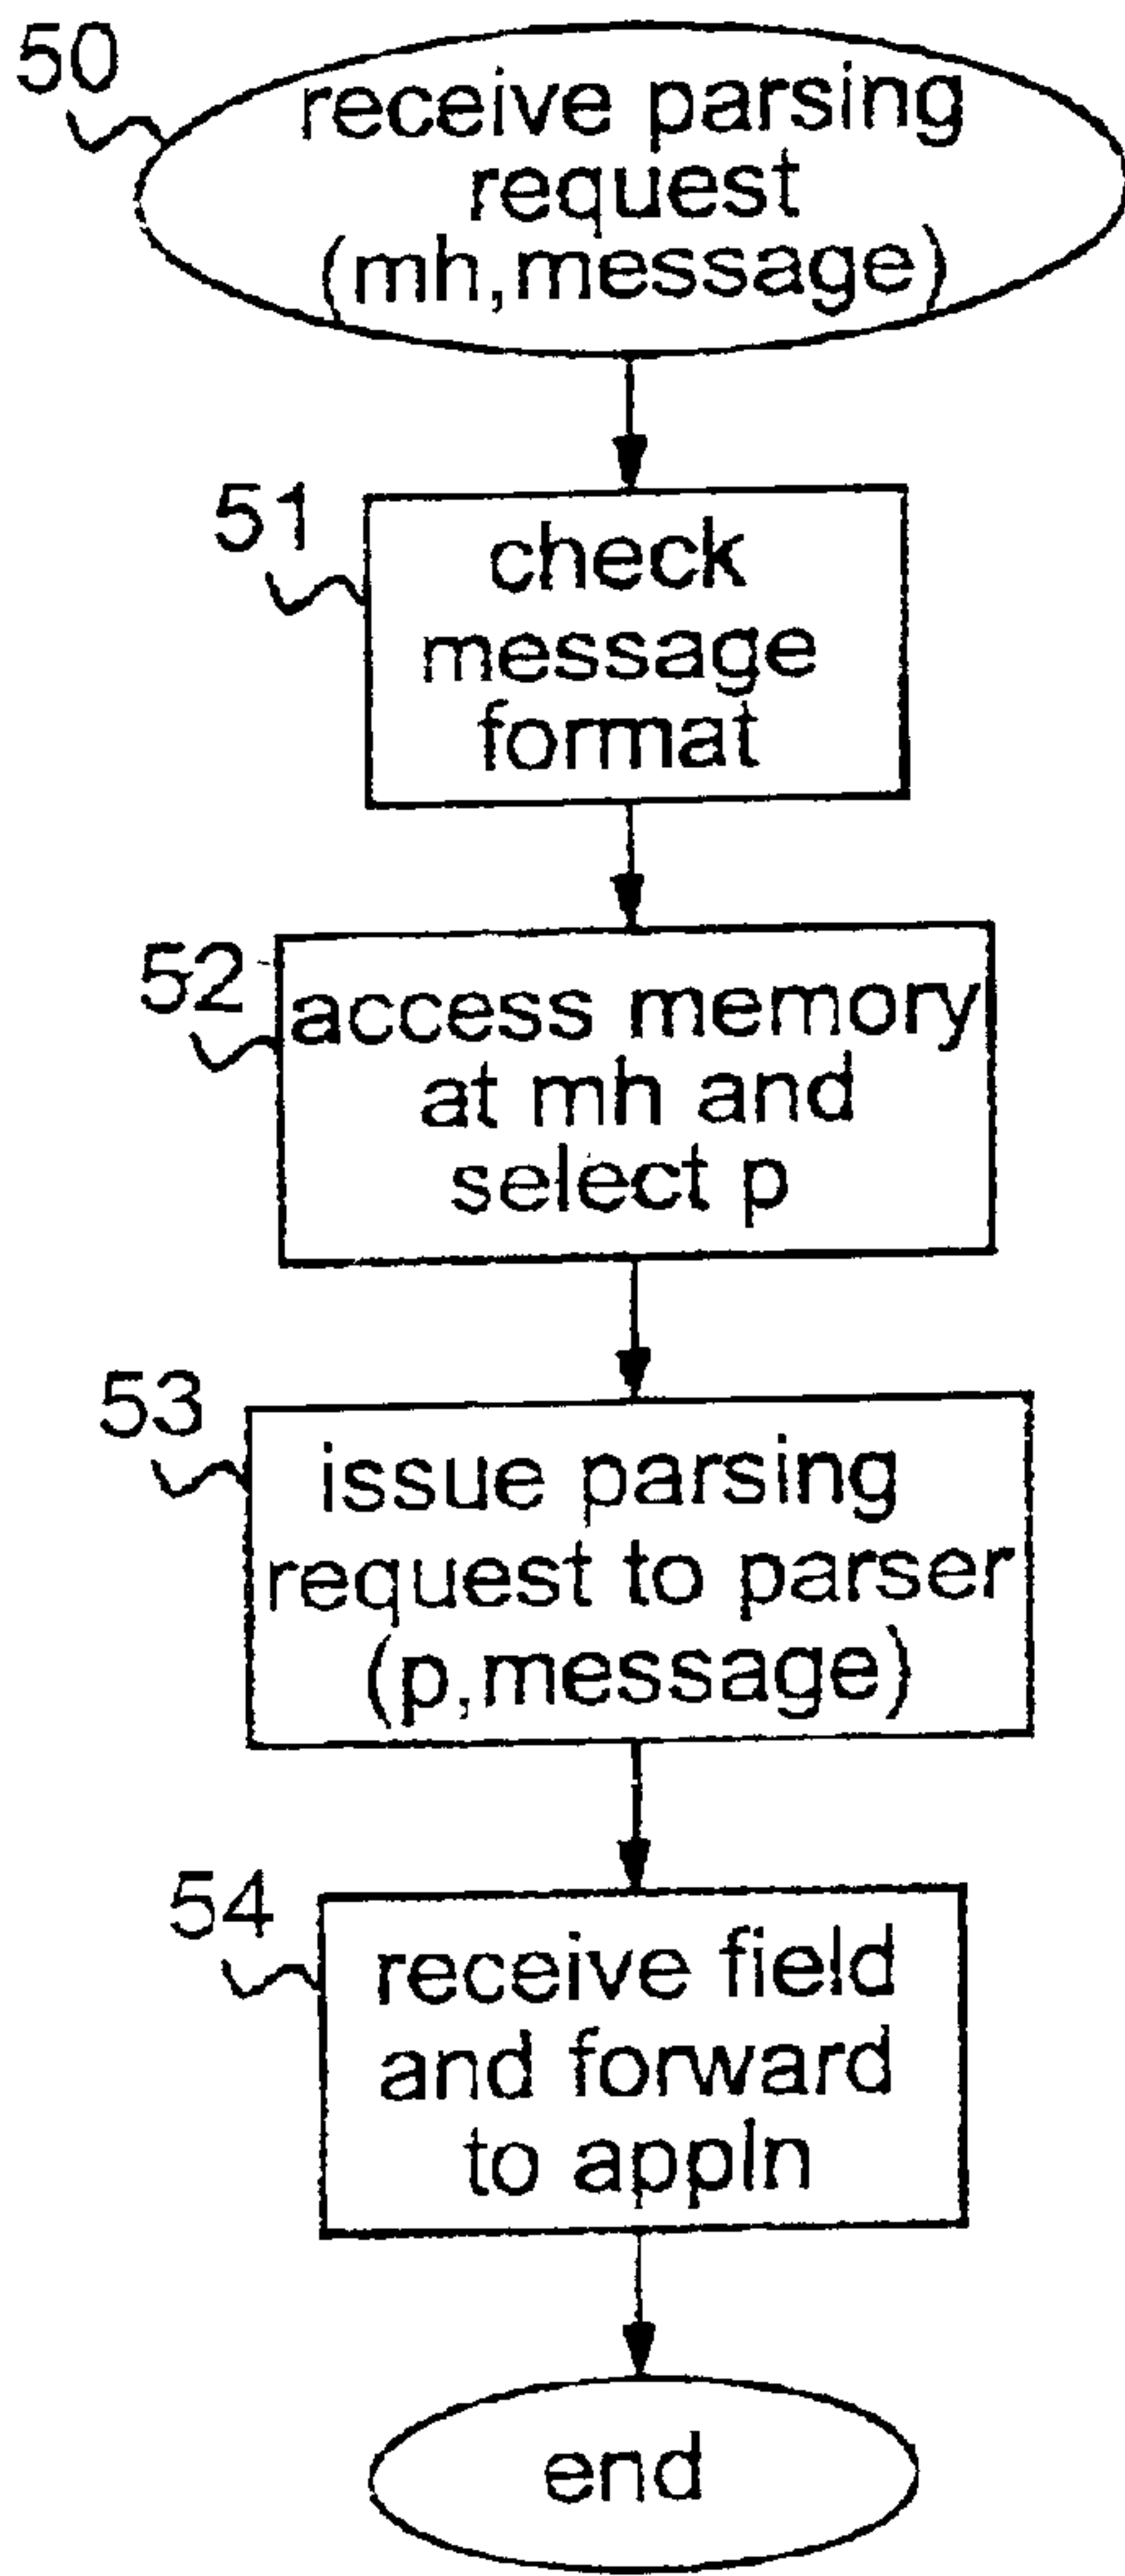 50
receive parsing
request
(mh,message)
51
check
message
format
52
access memory
at mh and
select p
53
issue parsing
request to parser
(p,message)
54
receive field
and forward
to appln
end